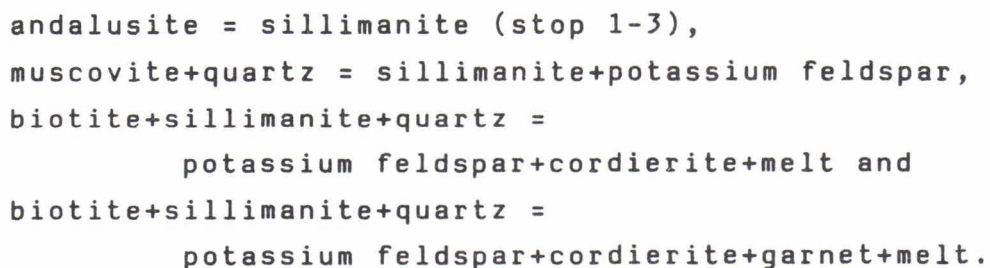 andalusite = sillimanite (stop 1-3),
muscovite+quartz = sillimanite+potassium feldspar,
biotite+sillimanite+quartz =
potassium feldspar+cordierite+melt and
biotite+sillimanite+quartz =
potassium feldspar+cordierite+garnet+melt.